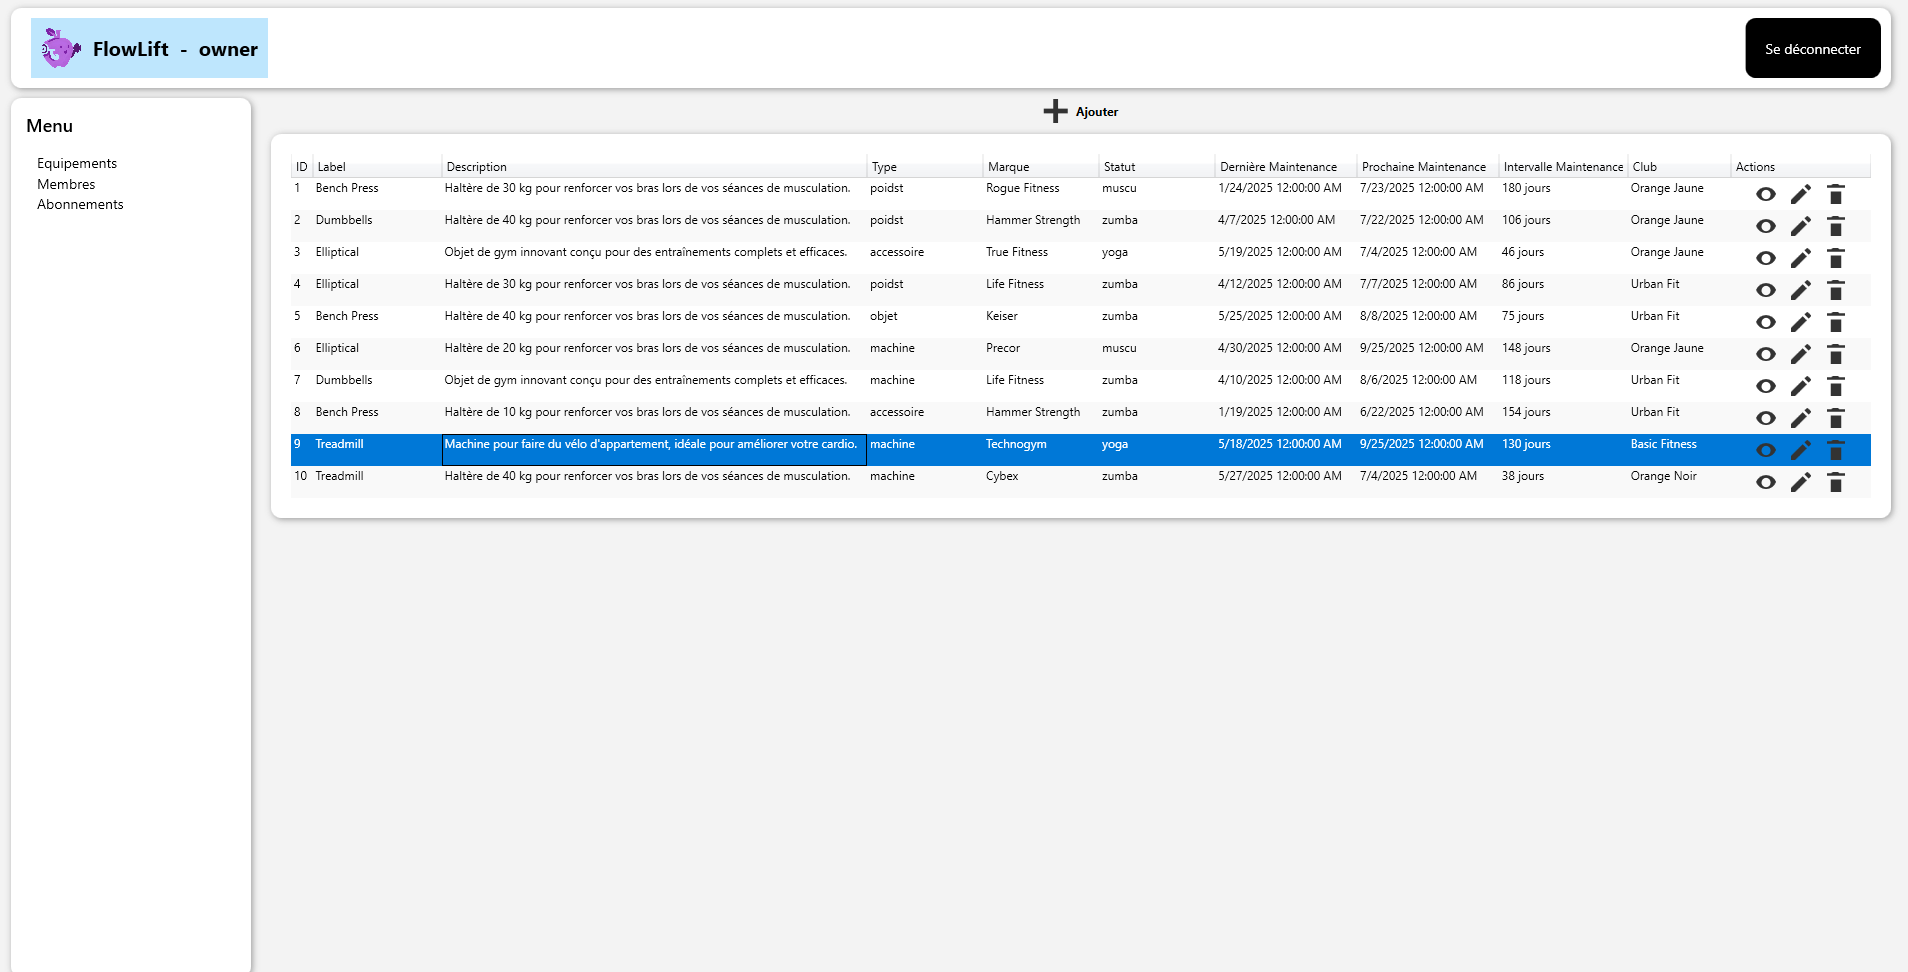 FlowLift - owner
Se déconnecter
Menu
Equipements
Membres
Abonnements
Ajouter
ID Label Description Type Marque Statut Dernière Maintenance Prochaine Maintenance Intervalle Maintenance Club Actions
1 Bench Press Haltère de 30 kg pour renforcer vos bras lors de vos séances de musculation. poidst Rogue Fitness muscu 1/24/2025 12:00:00 AM 7/23/2025 12:00:00 AM 180 jours Orange Jaune
2 Dumbbells Haltère de 40 kg pour renforcer vos bras lors de vos séances de musculation. poidst Hammer Strength zumba 4/7/2025 12:00:00 AM 7/22/2025 12:00:00 AM 106 jours Orange Jaune
3 Elliptical Objet de gym innovant conçu pour des entraînements complets et efficaces. accessoire True Fitness yoga 5/19/2025 12:00:00 AM 7/4/2025 12:00:00 AM 46 jours Orange Jaune
4 Elliptical Haltère de 30 kg pour renforcer vos bras lors de vos séances de musculation. poidst Life Fitness zumba 4/12/2025 12:00:00 AM 7/7/2025 12:00:00 AM 86 jours Urban Fit
5 Bench Press Haltère de 40 kg pour renforcer vos bras lors de vos séances de musculation. objet Keiser zumba 5/25/2025 12:00:00 AM 8/8/2025 12:00:00 AM 75 jours Urban Fit
6 Elliptical Haltère de 20 kg pour renforcer vos bras lors de vos séances de musculation. machine Precor muscu 4/30/2025 12:00:00 AM 9/25/2025 12:00:00 AM 148 jours Orange Jaune
7 Dumbbells Objet de gym innovant conçu pour des entraînements complets et efficaces. machine Life Fitness zumba 4/10/2025 12:00:00 AM 8/6/2025 12:00:00 AM 118 jours Urban Fit
8 Bench Press Haltère de 10 kg pour renforcer vos bras lors de vos séances de musculation. accessoire Hammer Strength zumba 1/19/2025 12:00:00 AM 6/22/2025 12:00:00 AM 154 jours Urban Fit
9 Treadmill Machine pour faire du vélo d'appartement, idéale pour améliorer votre cardio. machine Technogym yoga 5/18/2025 12:00:00 AM 9/25/2025 12:00:00 AM 130 jours Basic Fitness
10 Treadmill Haltère de 40 kg pour renforcer vos bras lors de vos séances de musculation. machine Cybex zumba 5/27/2025 12:00:00 AM 7/4/2025 12:00:00 AM 38 jours Orange Noir